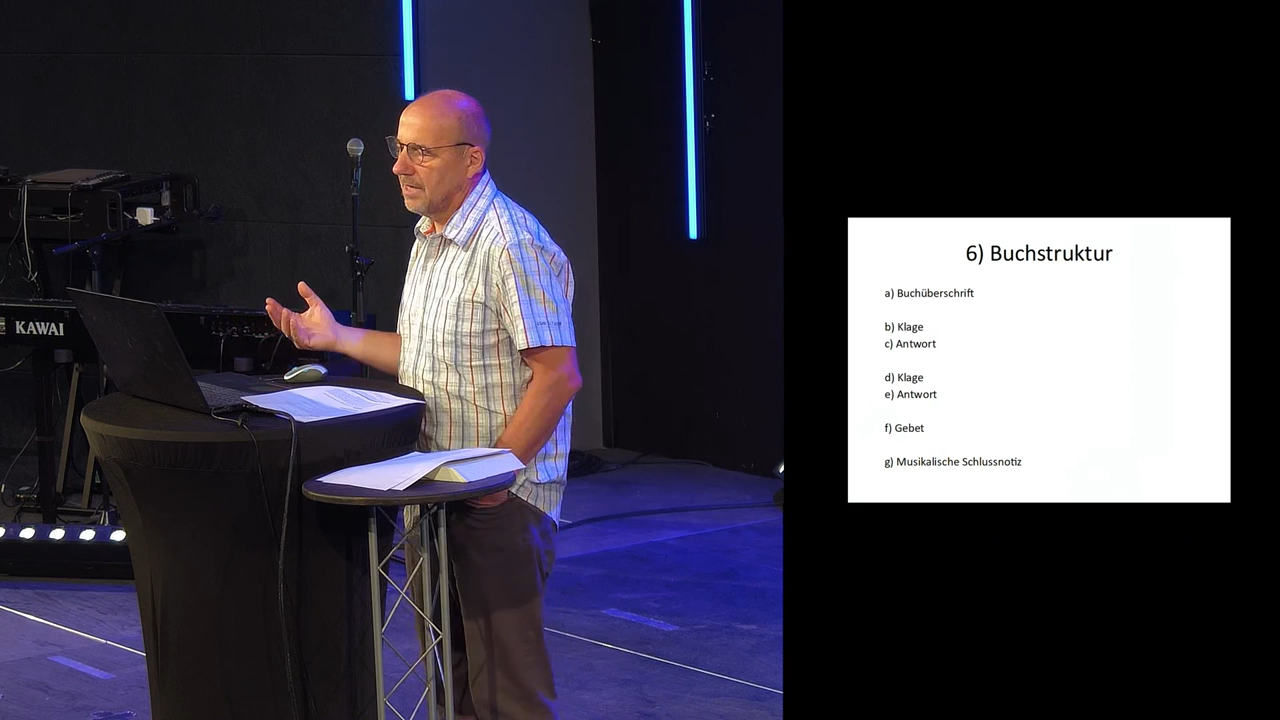 KAWAI
6) Buchstruktur
a) Buchüberschrift
b) Klage
c) Antwort
d) Klage
e) Antwort
f) Gebet
g) Musikalische Schlussnotiz